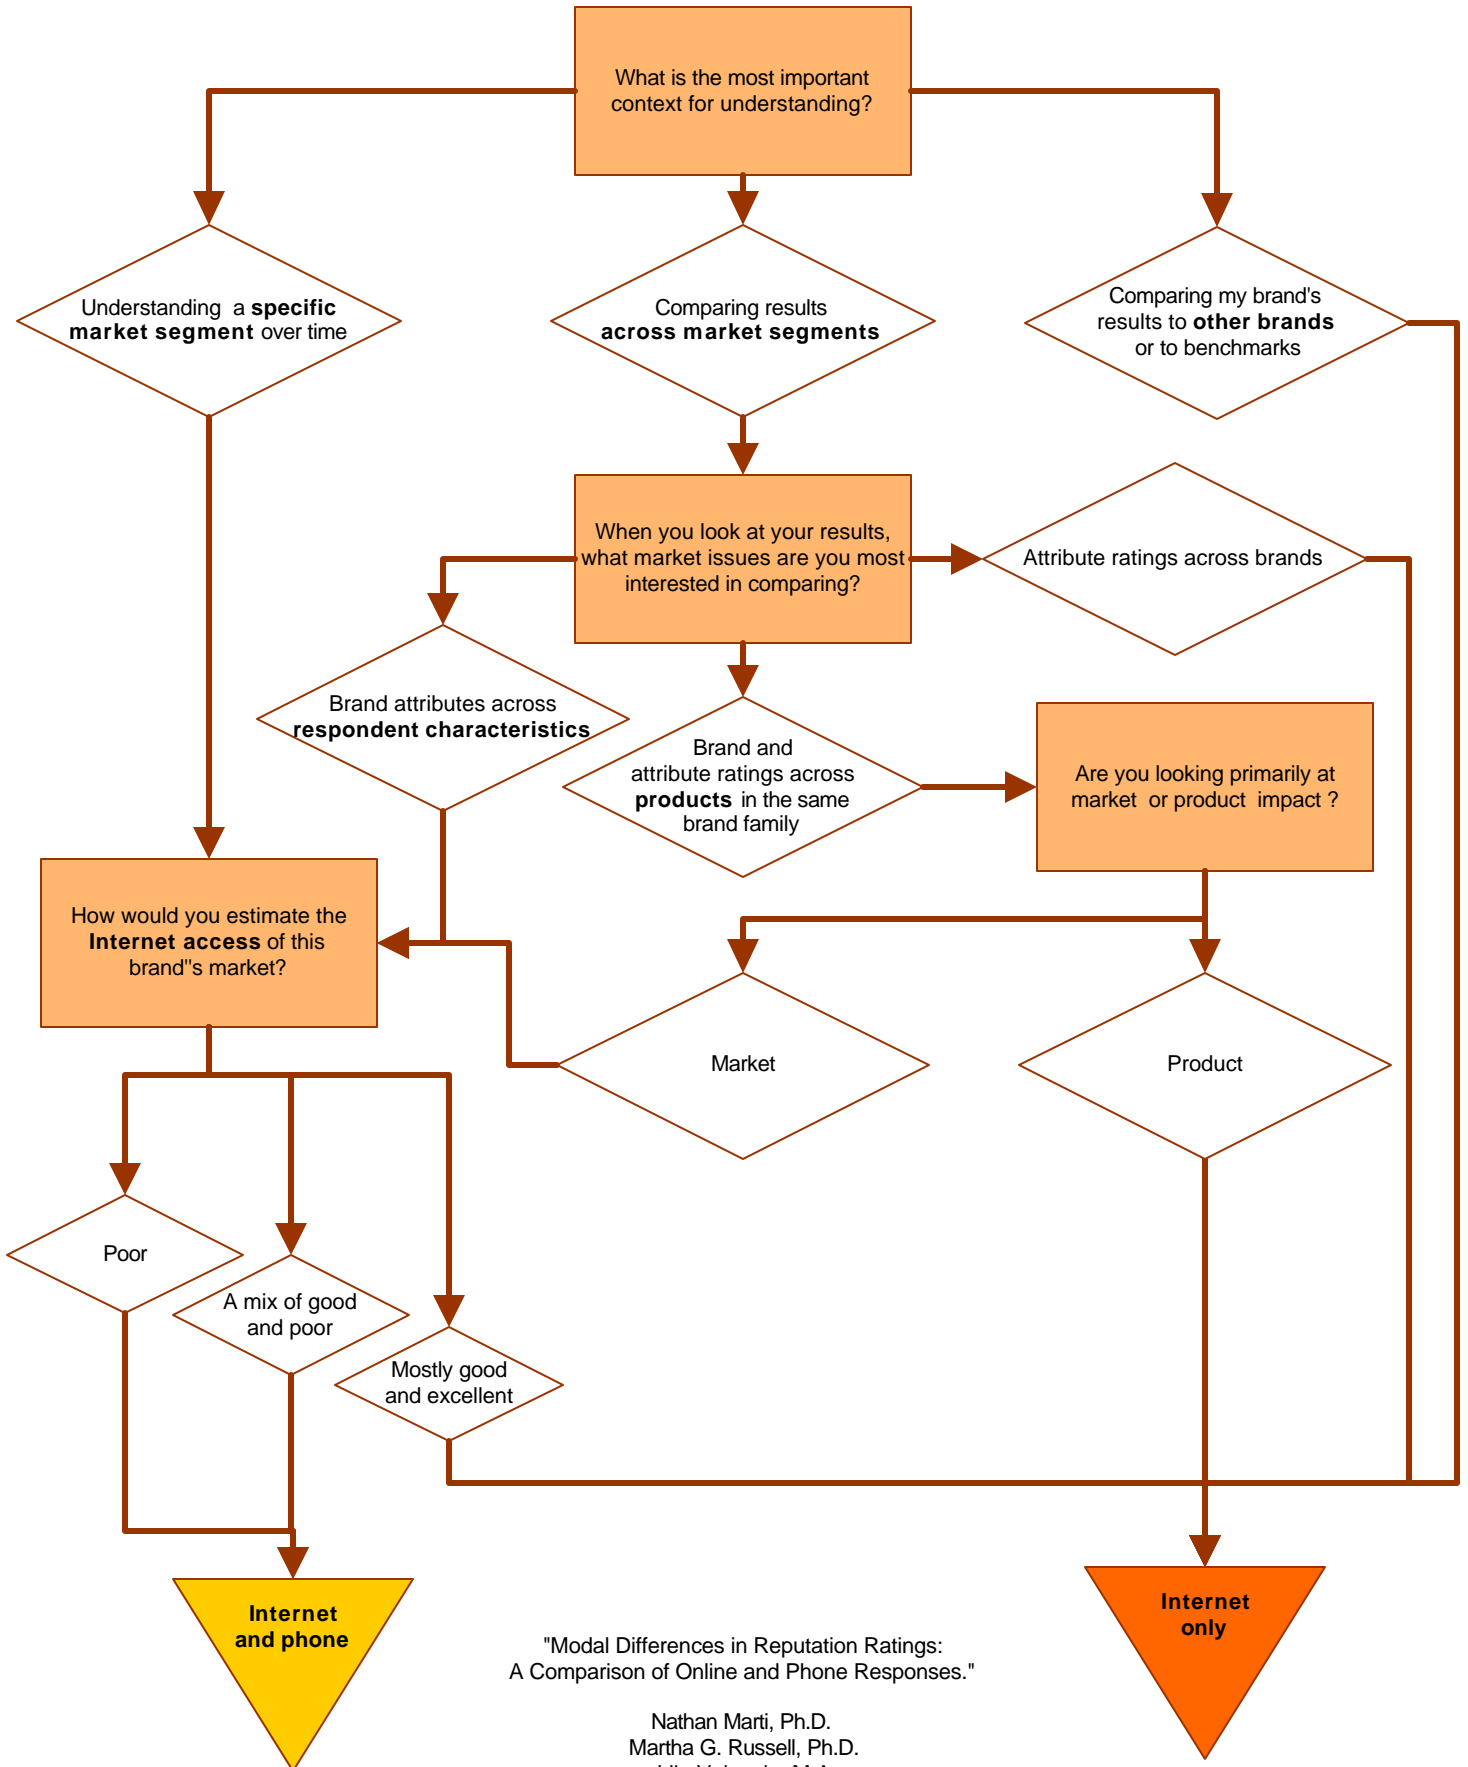 What is the most important
context for understanding?
Understanding a specific
market segment over time
Comparing results
across market segments
Comparing my brand's
results to other brands
or to benchmarks
When you look at your results,
what market issues are you most
interested in comparing?
Attribute ratings across brands
Brand attributes across
respondent characteristics
Brand and
attribute ratings across
products in the same
brand family
Are you looking primarily at
market or product impact ?
How would you estimate the
Internet access of this
brand"s market?
Market
Product
Poor
A mix of good
and poor
Mostly good
and excellent
Internet
and phone
Internet
only
"Modal Differences in Reputation Ratings:
A Comparison of Online and Phone Responses."
Nathan Marti, Ph.D.
Martha G. Russell, Ph.D.